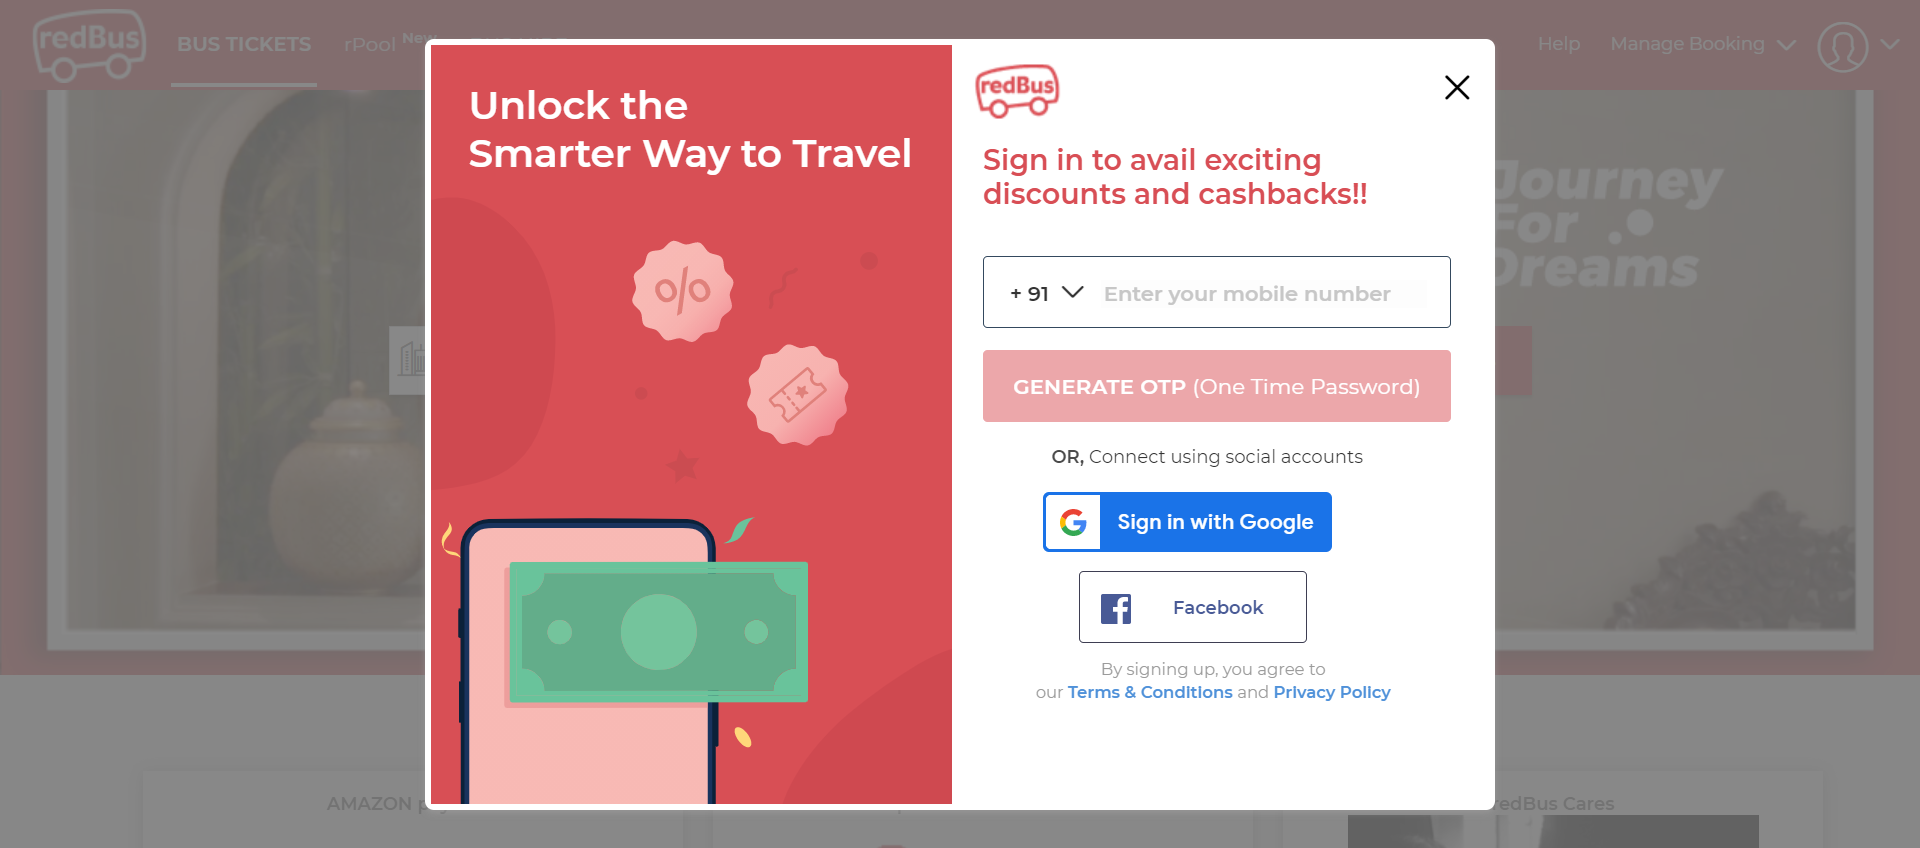 redBus
BUS TICKETS
rPool New
Help
Manage Booking
Unlock the
Smarter Way to Travel
%
redBus
Sign in to avail exciting
discounts and cashbacks!!
+ 91
Enter your mobile number
GENERATE OTP (One Time Password)
OR, Connect using social accounts
G
Sign in with Google
f
Facebook
By signing up, you agree to
our Terms & Conditions and Privacy Policy
Journey
For
Dreams
AMAZON
redBus Cares